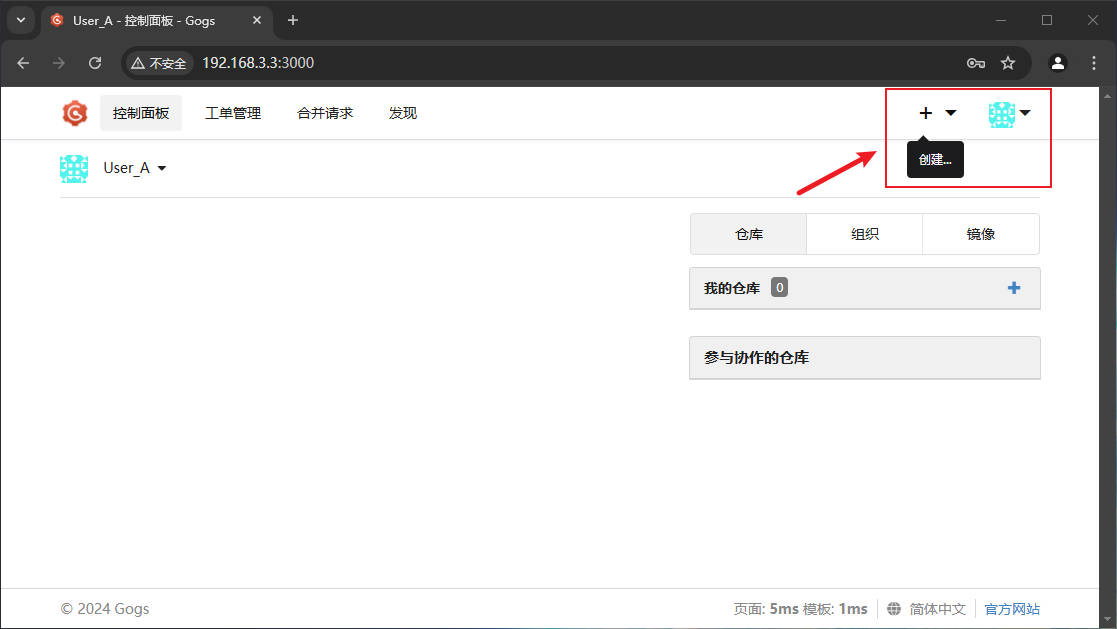 User_A - 控制面板 - Gogs
不安全 192.168.3.3:3000
控制面板 工单管理 合并请求 发现
创建...
User_A
仓库 组织 镜像
我的仓库 0
参与协作的仓库
© 2024 Gogs 页面: 5ms 模板: 1ms 简体中文 官方网站